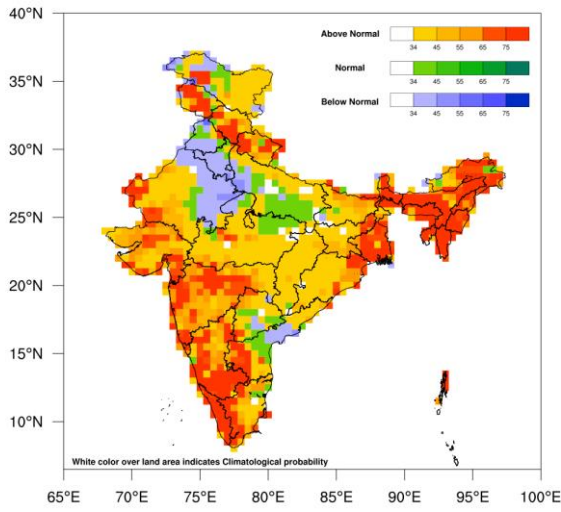 40°N
Above Normal
34 45 55 65 75
35°N
Normal
34 45 55 65 75
Below Normal
34 45 55 65 75
30°N
25°N
20°N
15°N
10°N
White color over land area indicates Climatological probability
65°E 70°E 75°E 80°E 85°E 90°E 95°E 100°E